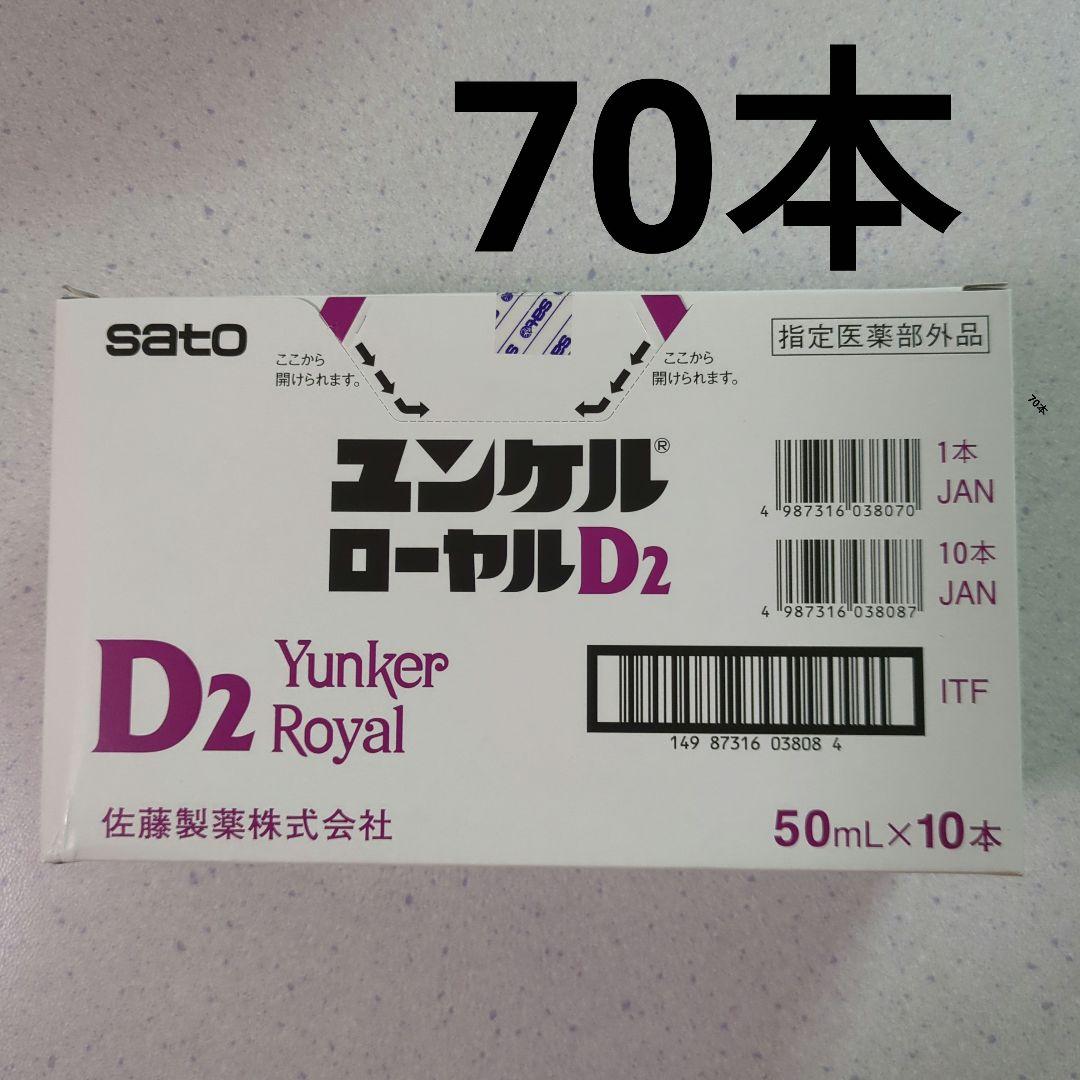 70本
sato
sato
指定医薬部外品
ここから
開けられます。
ここから
開けられます。
70本
ユンケル®
ローヤルD2
4 987316 038070
1本
JAN
4 987316 038087
10本
JAN
D2 Yunker
Royal
149 87316 03808 4
ITF
佐藤製薬株式会社
50mL×10本